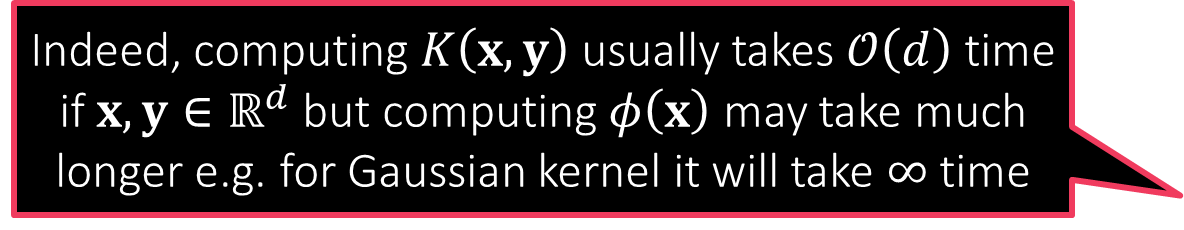 Indeed, computing 𝐾(𝐱, 𝐲) usually takes 𝒪(𝑑) time
if 𝐱, 𝐲 ∈ ℝ^𝑑 but computing 𝜙(𝐱) may take much
longer e.g. for Gaussian kernel it will take ∞ time